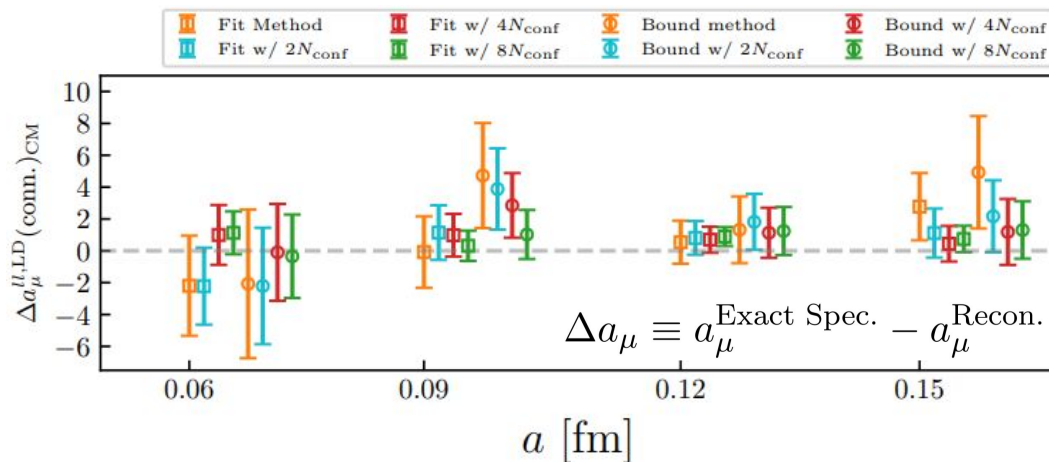 Fit Method Fit w/ 4N_conf Bound method Bound w/ 4N_conf
Fit w/ 2N_conf Fit w/ 8N_conf Bound w/ 2N_conf Bound w/ 8N_conf
10
8
6
4
2
0
−2
−4
−6
Δa_μ^{ll,LD}(conn.)_{CM}
Δa_μ ≡ a_μ^{Exact Spec.} − a_μ^{Recon.}
0.06 0.09 0.12 0.15
a [fm]